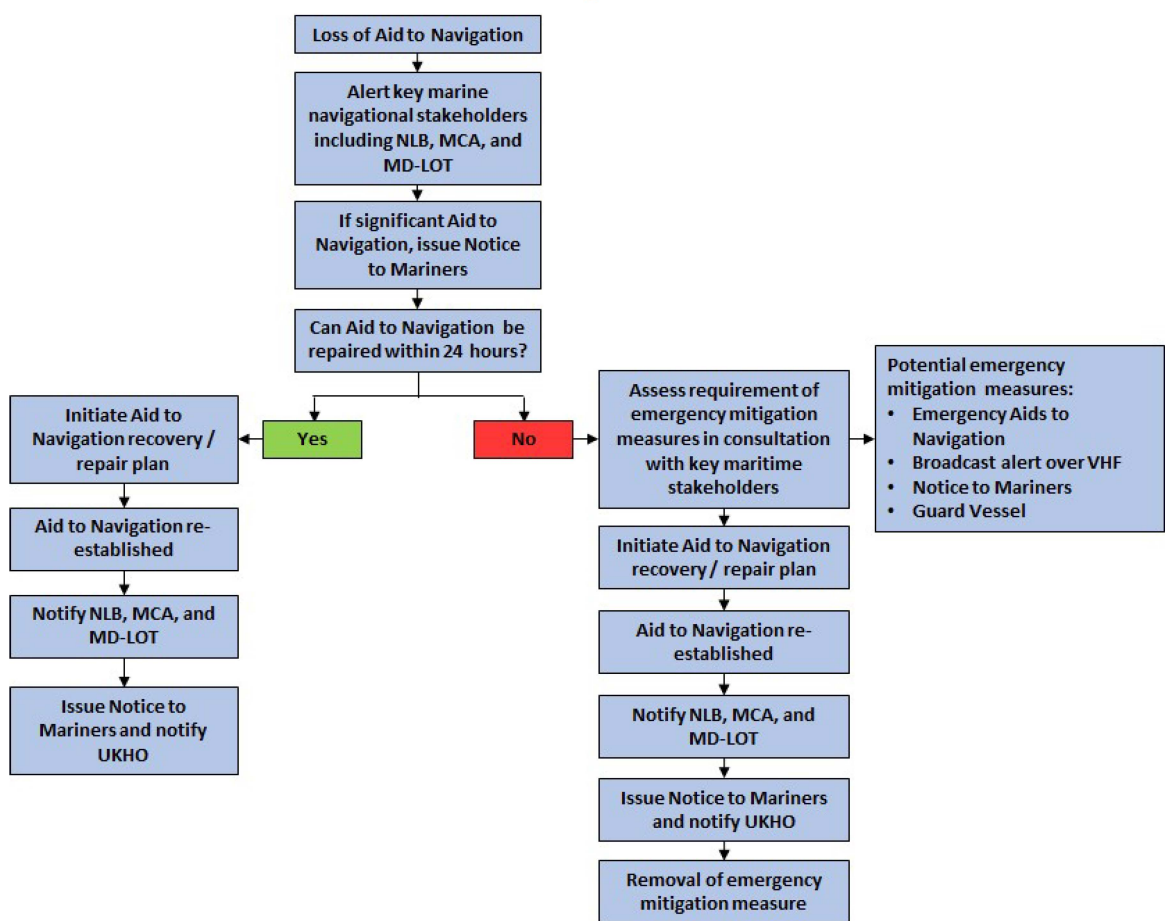 Loss of Aid to Navigation
Alert key marine
navigational stakeholders
including NLB, MCA, and
MD-LOT
If significant Aid to
Navigation, issue Notice
to Mariners
Can Aid to Navigation be
repaired within 24 hours?
Yes
Initiate Aid to
Navigation recovery /
repair plan
Aid to Navigation re-
established
Notify NLB, MCA, and
MD-LOT
Issue Notice to
Mariners and notify
UKHO
No
Assess requirement of
emergency mitigation
measures in consultation
with key maritime
stakeholders
Potential emergency
mitigation measures:
• Emergency Aids to
Navigation
• Broadcast alert over VHF
• Notice to Mariners
• Guard Vessel
Initiate Aid to Navigation
recovery / repair plan
Aid to Navigation re-
established
Notify NLB, MCA, and
MD-LOT
Issue Notice to Mariners
and notify UKHO
Removal of emergency
mitigation measure